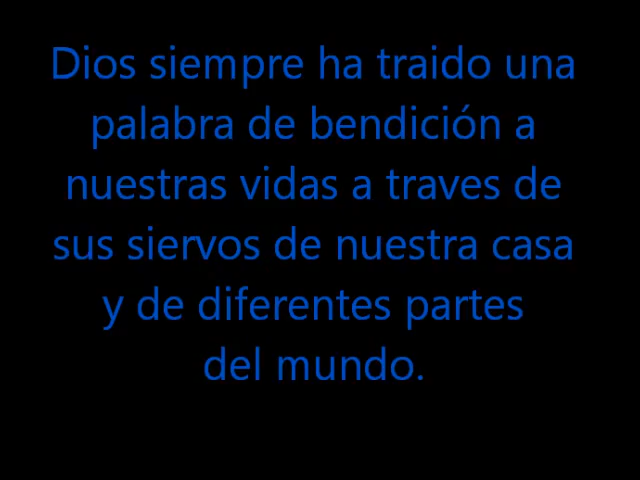 Dios siempre ha traido una
palabra de bendición a
nuestras vidas a traves de
sus siervos de nuestra casa
y de diferentes partes
del mundo.